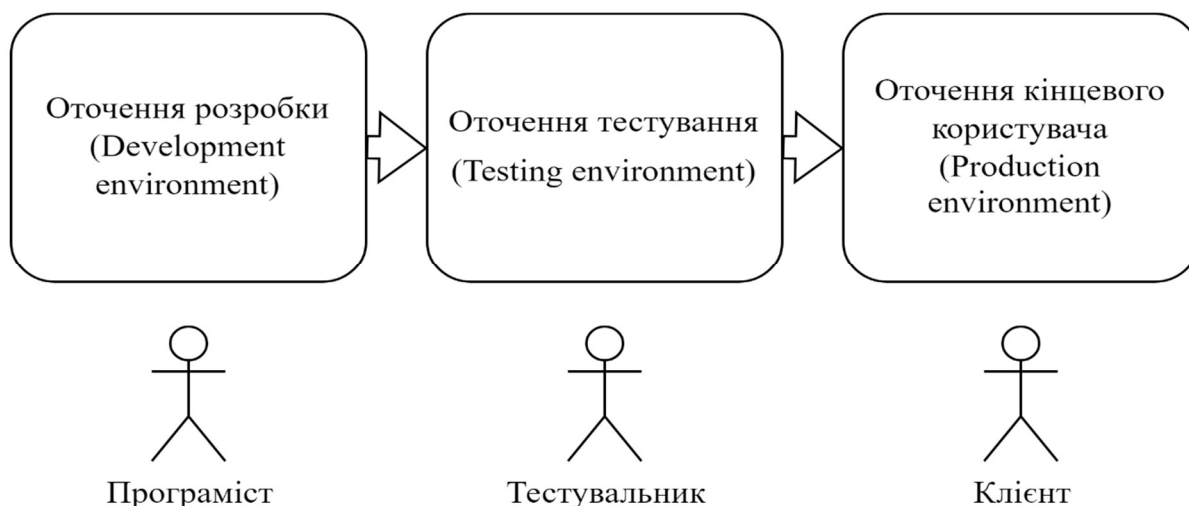 Оточення розробки
(Development
environment)
Оточення тестування
(Testing environment)
Оточення кінцевого
користувача
(Production
environment)
Програміст
Тестувальник
Клієнт